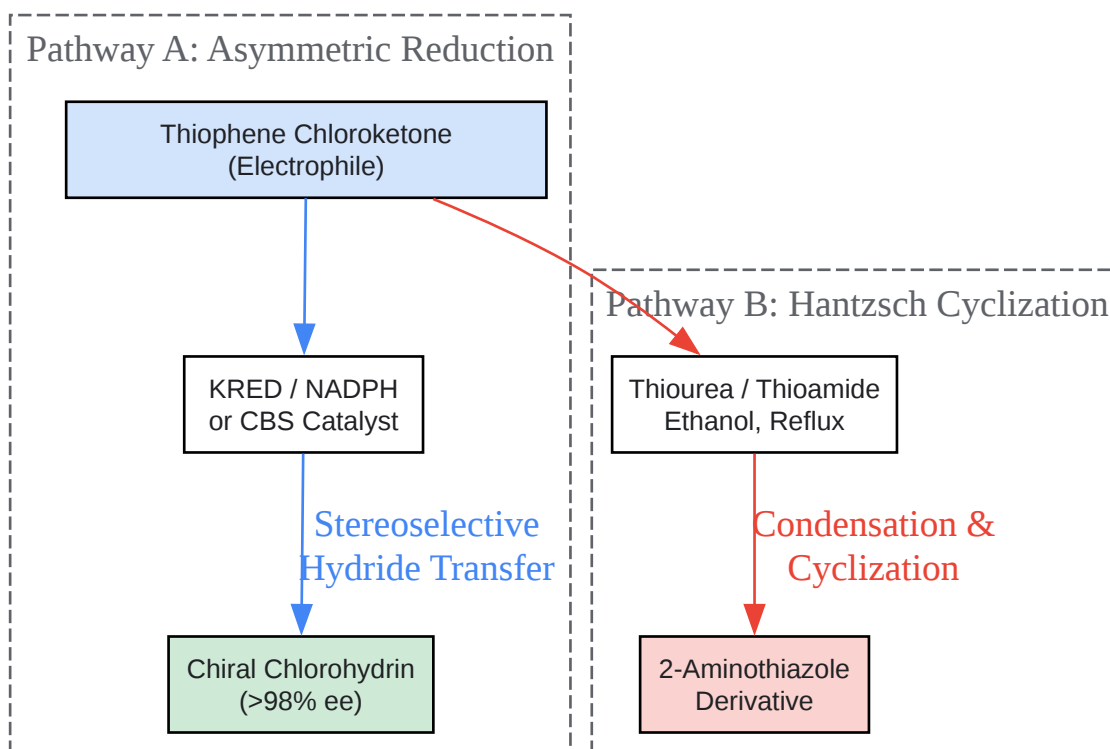 Pathway A: Asymmetric Reduction
Thiophene Chloroketone
(Electrophile)
Pathway B: Hantzsch Cyclization
KRED / NADPH
or CBS Catalyst
Thiourea / Thioamide
Ethanol, Reflux
Stereoselective
Hydride Transfer
Condensation &
Cyclization
Chiral Chlorohydrin
(>98% ee)
2-Aminothiazole
Derivative